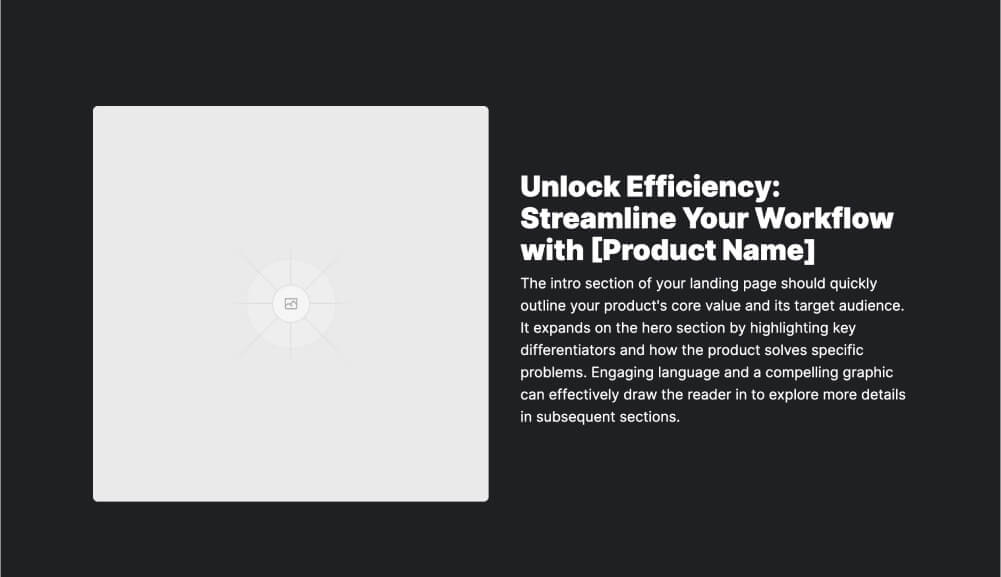 Unlock Efficiency:
Streamline Your Workflow
with [Product Name]
The intro section of your landing page should quickly
outline your product's core value and its target audience.
It expands on the hero section by highlighting key
differentiators and how the product solves specific
problems. Engaging language and a compelling graphic
can effectively draw the reader in to explore more details
in subsequent sections.